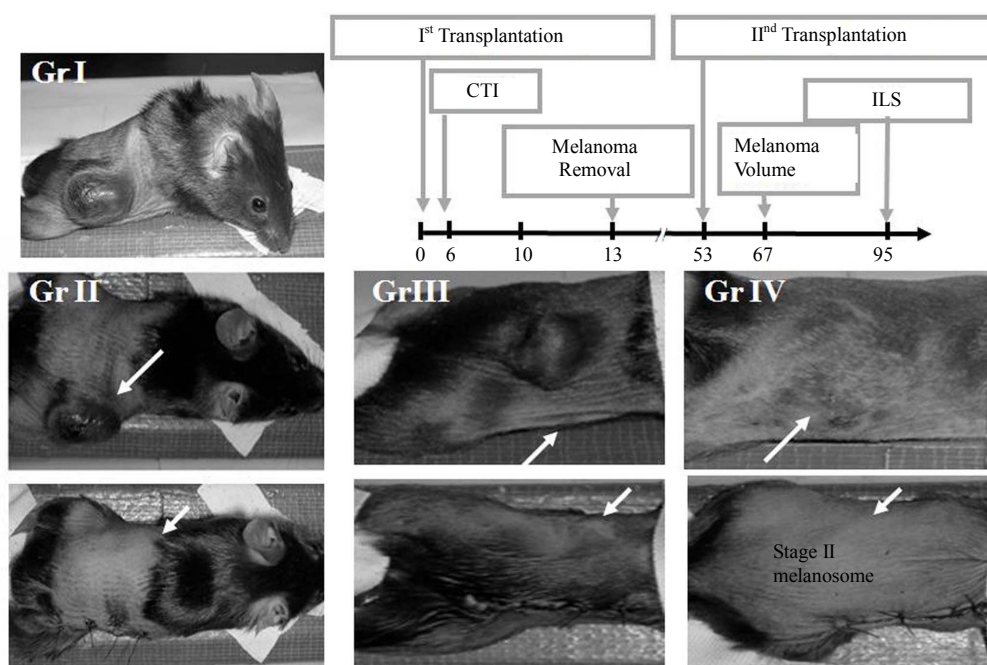 Gr I
Iˢᵗ Transplantation
IIⁿᵈ Transplantation
CTI
ILS
Melanoma
Removal
Melanoma
Volume
0 6 10 13 53 67 95
Gr II
GrIII
Gr IV
Stage II
melanosome